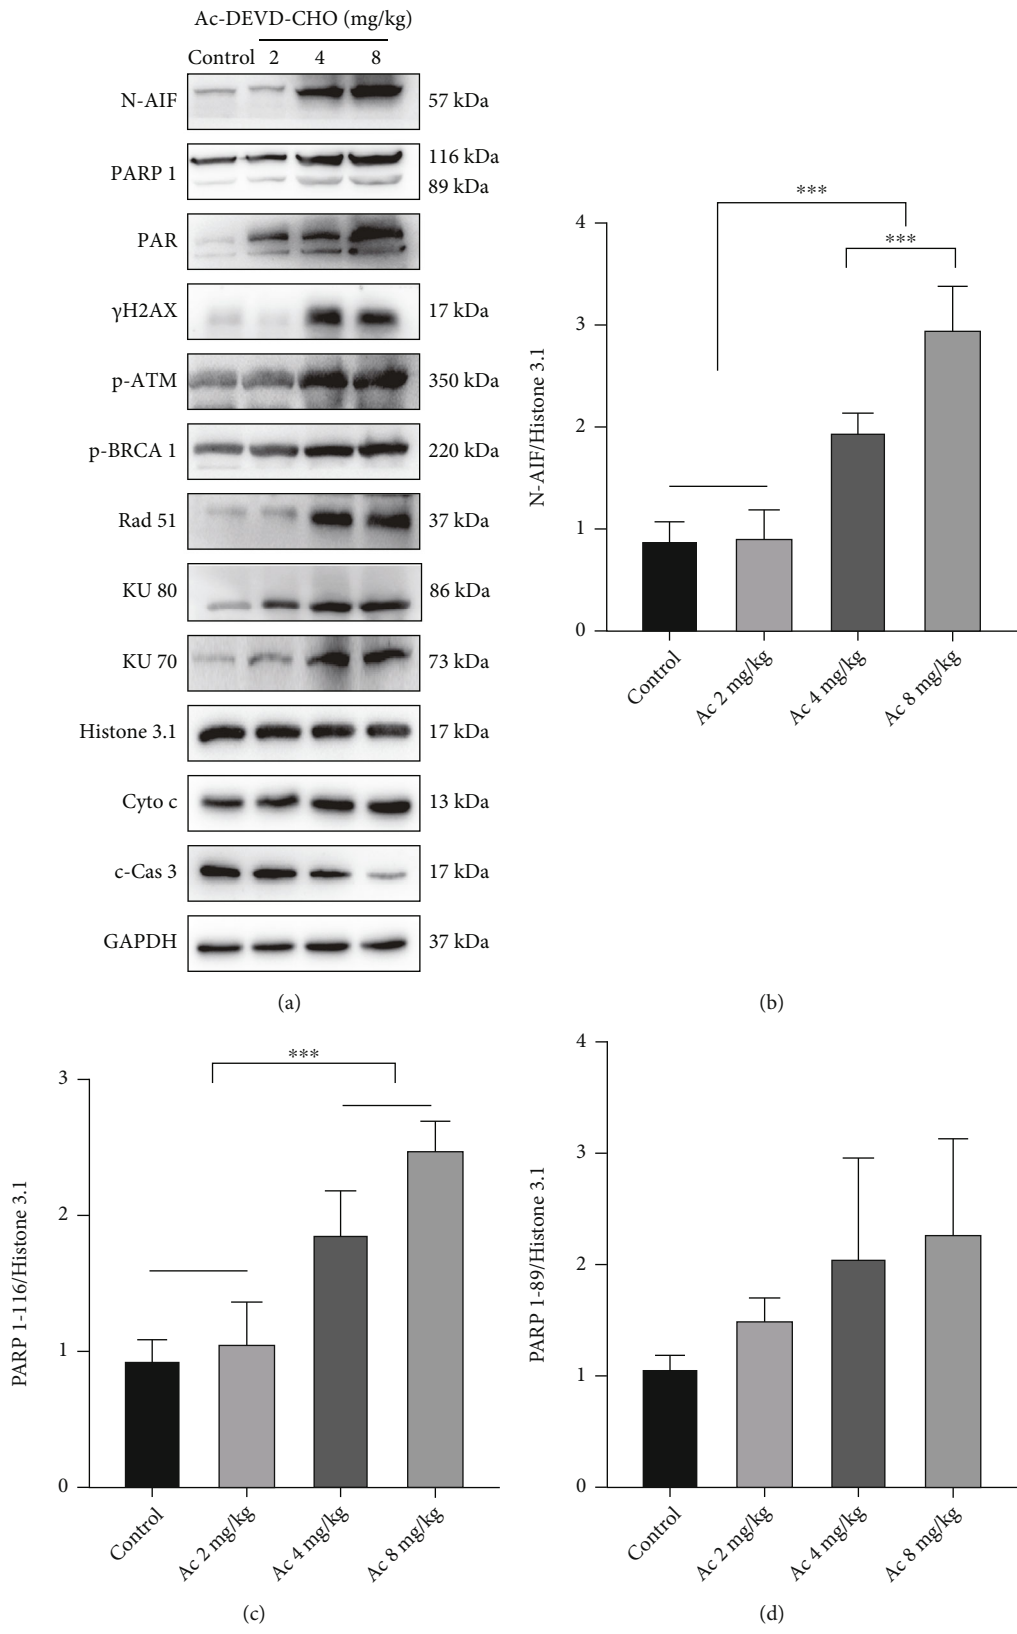 Ac-DEVD-CHO (mg/kg)
Control 2 4 8
N-AIF 57 kDa
PARP 1 116 kDa
89 kDa
PAR
γH2AX 17 kDa
p-ATM 350 kDa
p-BRCA 1 220 kDa
Rad 51 37 kDa
KU 80 86 kDa
KU 70 73 kDa
Histone 3.1 17 kDa
Cyto c 13 kDa
c-Cas 3 17 kDa
GAPDH 37 kDa
(a)
***
***
4
3
2
1
0
N-AIF/Histone 3.1
Control
Ac 2 mg/kg
Ac 4 mg/kg
Ac 8 mg/kg
(b)
***
3
2
1
0
PARP 1-116/Histone 3.1
Control
Ac 2 mg/kg
Ac 4 mg/kg
Ac 8 mg/kg
(c)
4
3
2
1
0
PARP 1-89/Histone 3.1
Control
Ac 2 mg/kg
Ac 4 mg/kg
Ac 8 mg/kg
(d)